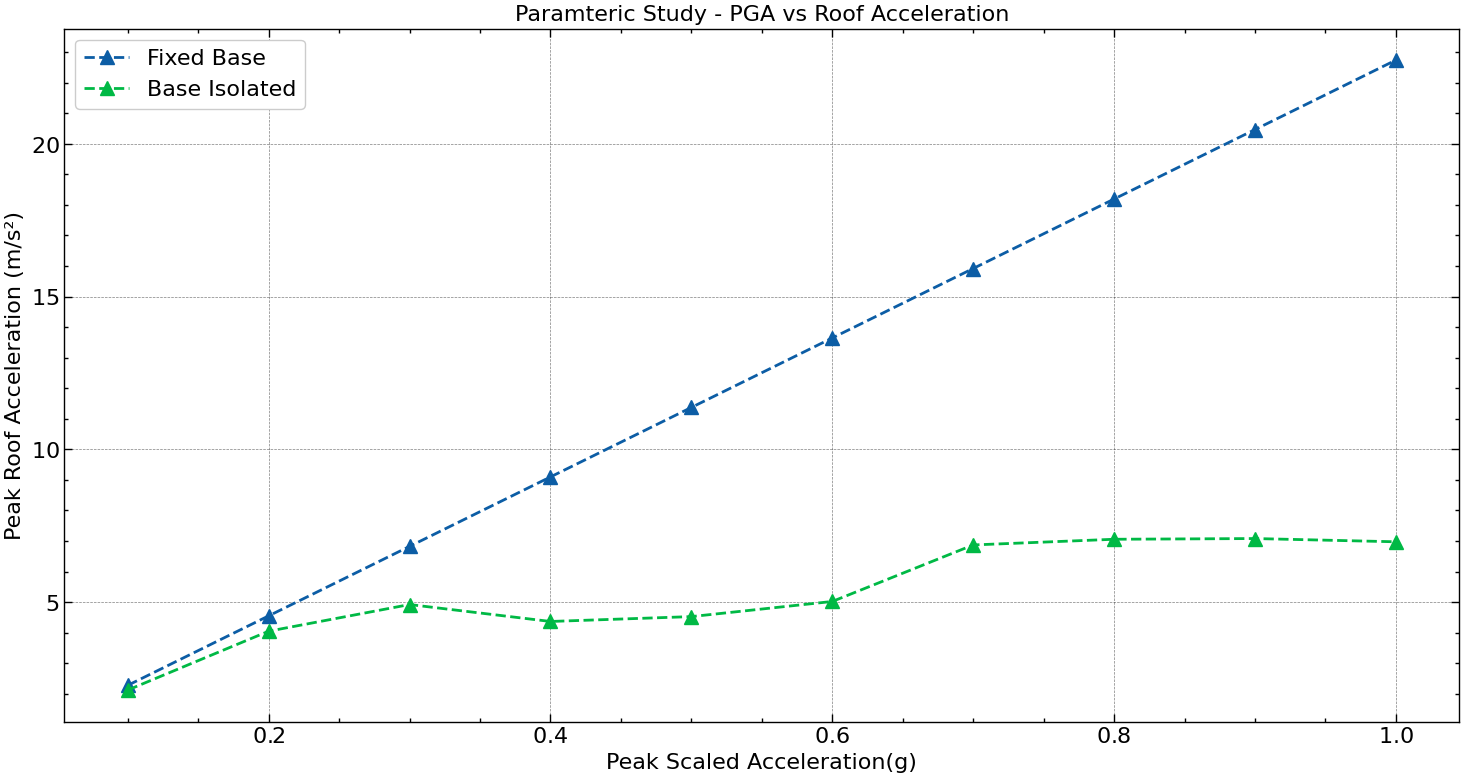 Paramteric Study - PGA vs Roof Acceleration
Fixed Base
Base Isolated
Peak Roof Acceleration (m/s²)
20
15
10
5
0.2
0.4
0.6
0.8
1.0
Peak Scaled Acceleration(g)